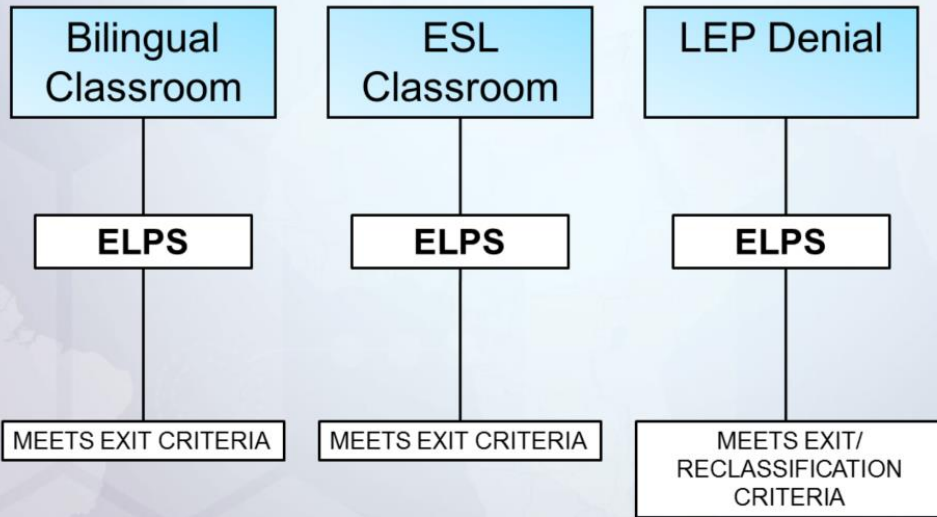 Bilingual
Classroom
ESL
Classroom
LEP Denial
ELPS
ELPS
ELPS
MEETS EXIT CRITERIA
MEETS EXIT CRITERIA
MEETS EXIT/
RECLASSIFICATION
CRITERIA